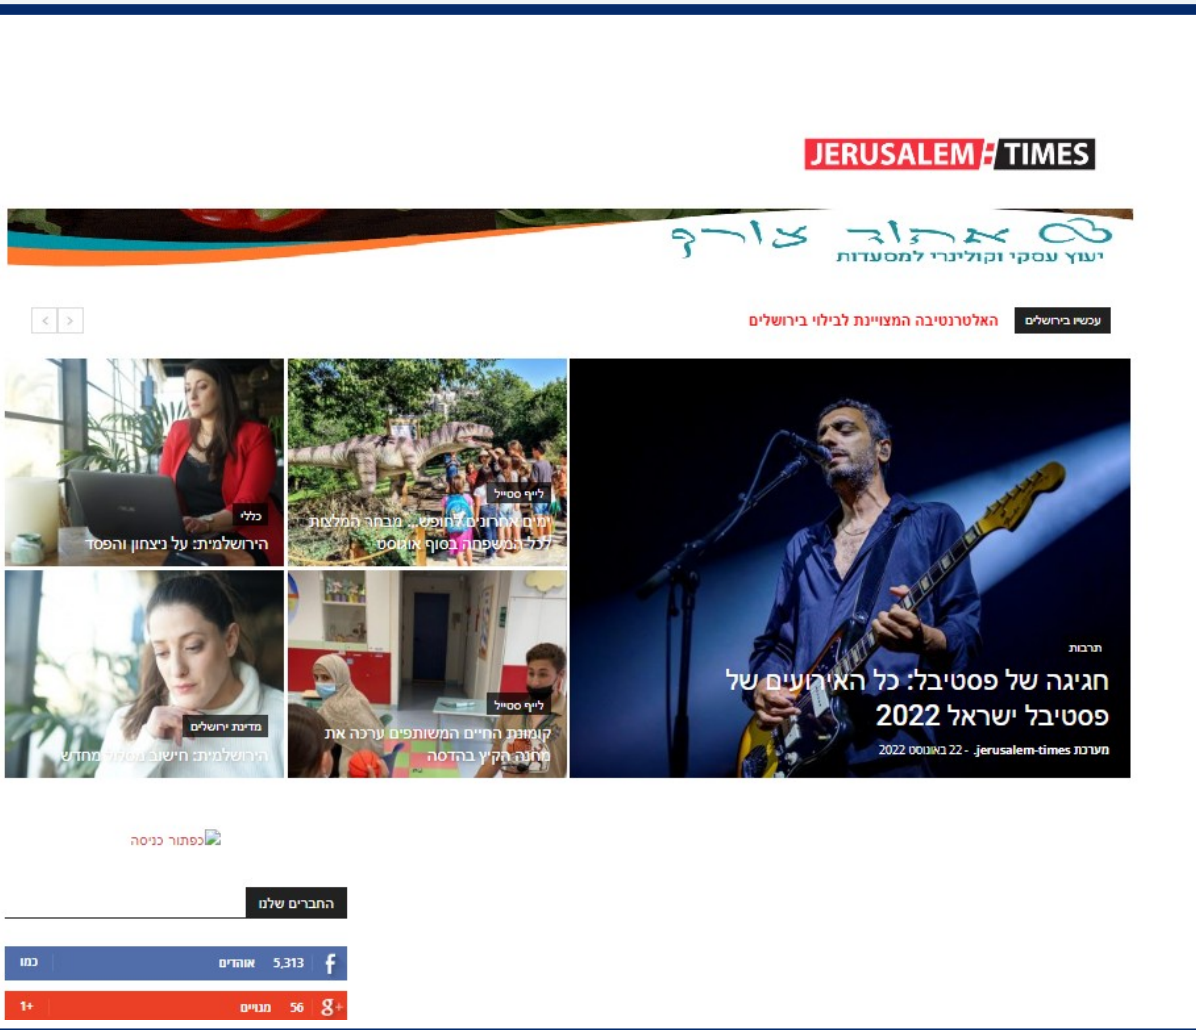 JERUSALEM TIMES
אהוד צורף
יעוץ עסקי וקולינרי למסעדות
עכשיו בירושלים
האלטרנטיבה המצויינת לבילוי בירושלים
תרבות
חגיגה של פסטיבל: כל האירועים של
פסטיבל ישראל 2022
מערכת jerusalem-times. - 22 באוגוסט 2022
לייף סטייל
ימים אחרונים לחופש... מבחר המלצות
לכל המשפחה בסוף אוגוסט
כללי
הירושלמית: על ניצחון והפסד
לייף סטייל
קומונת החיים המשותפים ערכה את
מחנה הקיץ בהדסה
מדינת ירושלים
הירושלמית: חישוב מסלול מחדש
כפתור כניסה
החברים שלנו
5,313 אוהדים כמו
56 מנויים +1